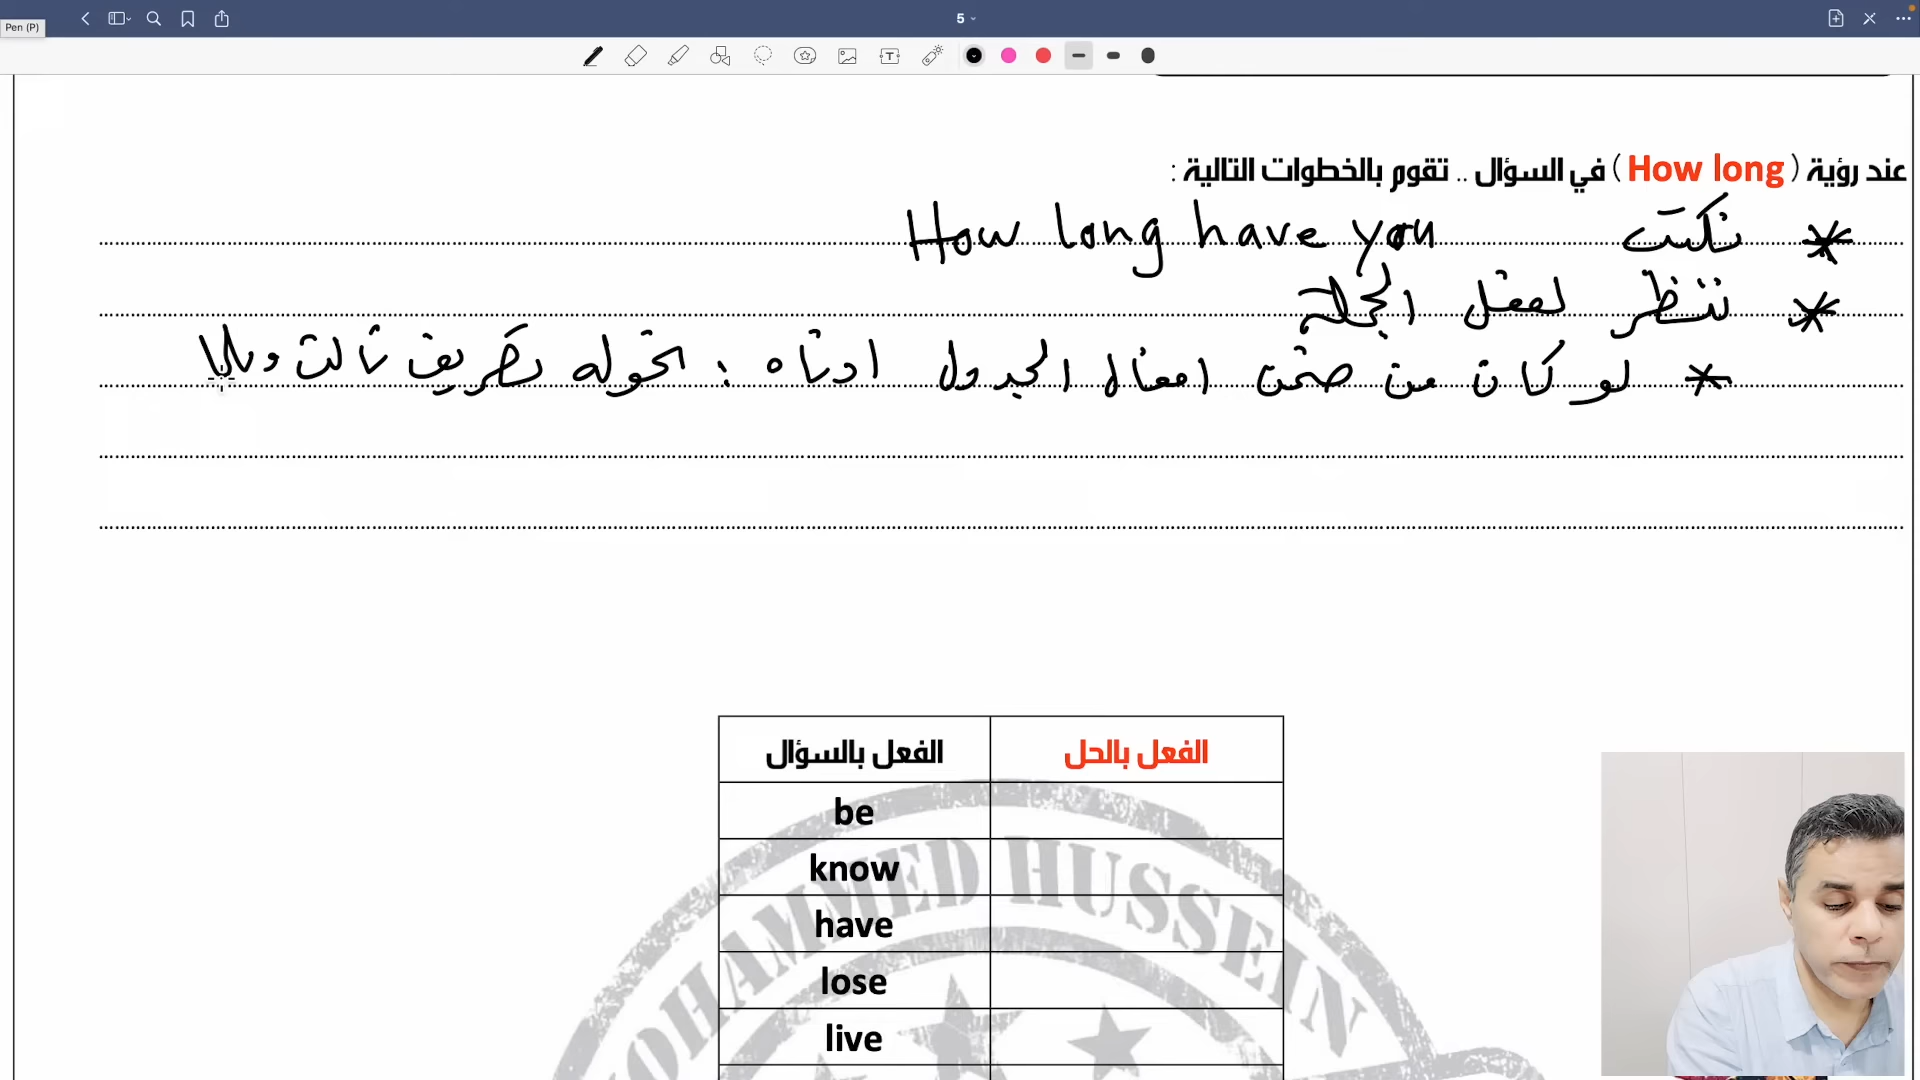 Pen (P)
5
عند رؤية ( How long ) في السؤال .. تقوم بالخطوات التالية :
* نكتب How long have you
* ننظر لفعل الجملة
* لو كان من ضمن افعال الجدول ادناه : نحوله تصريف ثالث
الفعل بالسؤال الفعل بالحل
be
know
have
lose
live
MOHAMMED HUSSEIN